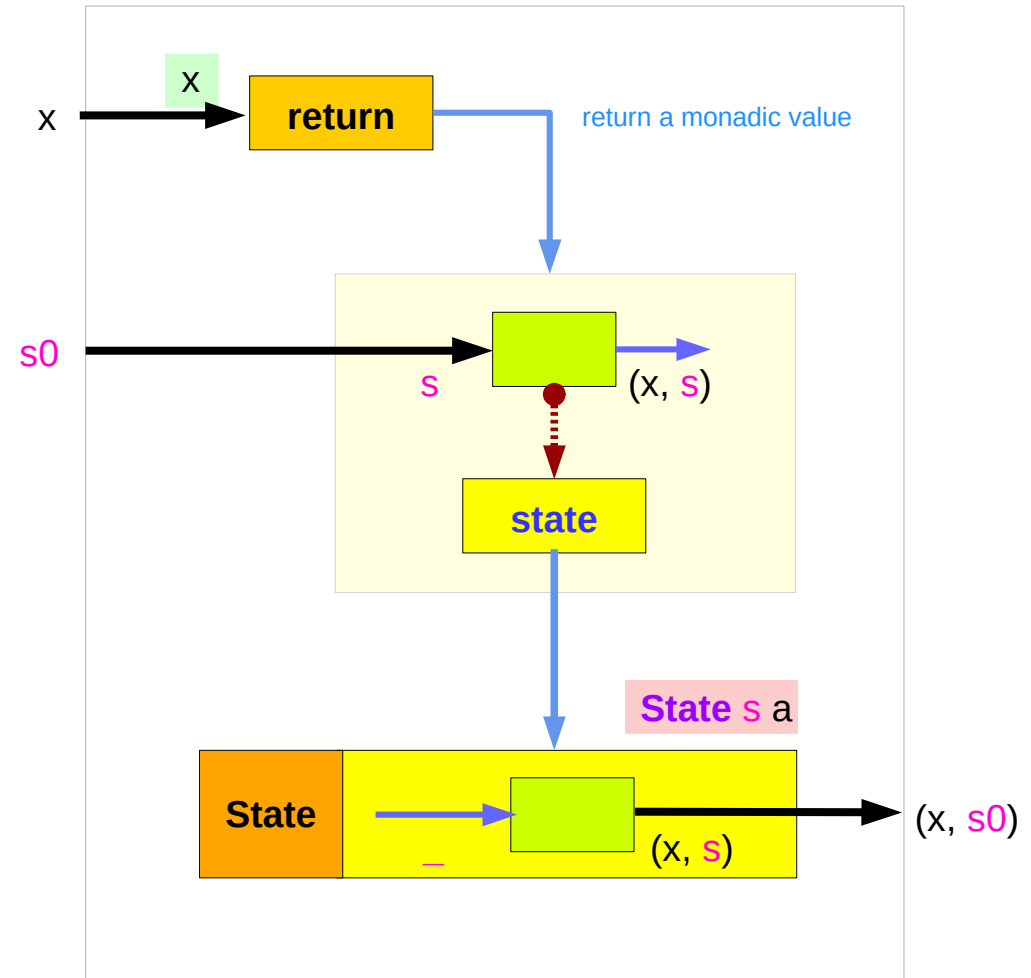 x
x
return
return a monadic value
s0
s
(x, s)
state
State s a
State
_
(x, s)
(x, s0)